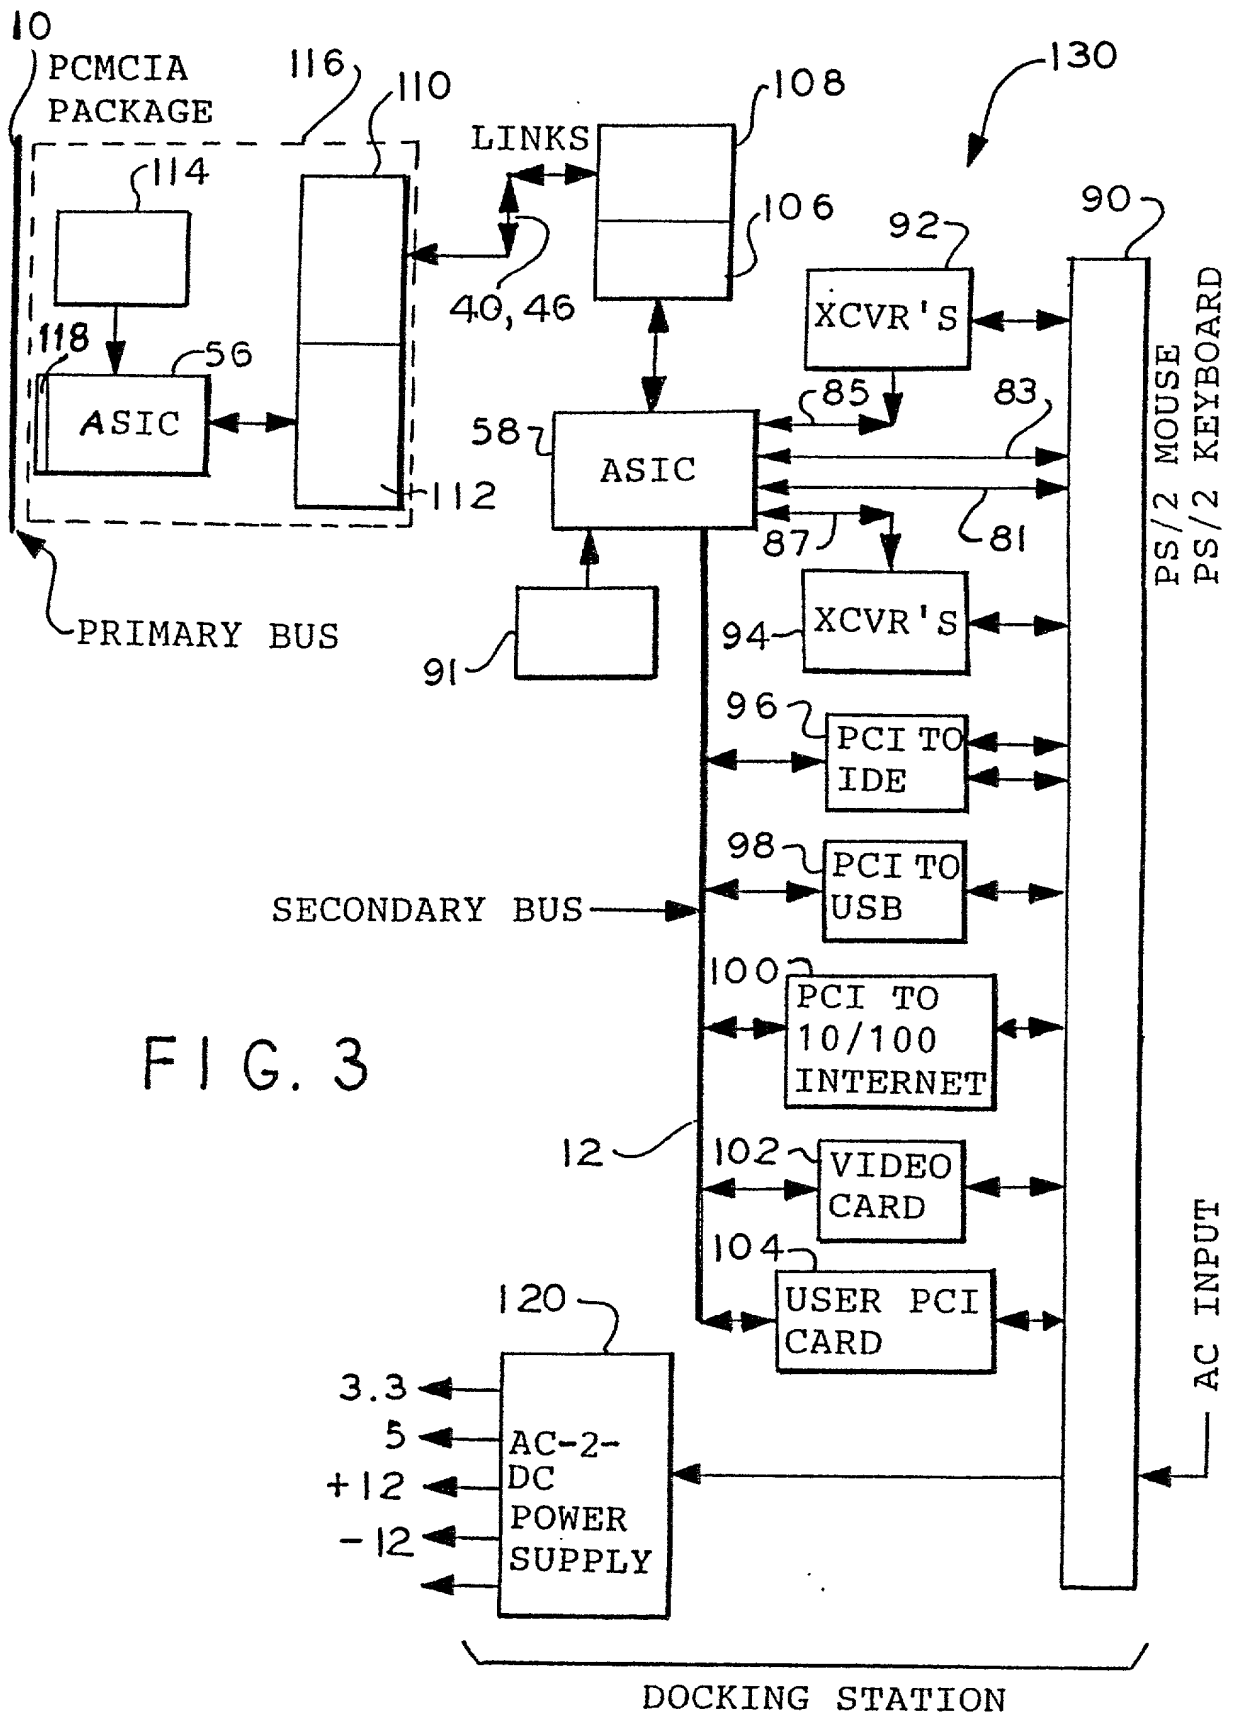 10
PCMCIA
PACKAGE
116
110
108
130
LINKS
114
106
92
90
40,46
XCVR'S
118
56
ASIC
85
83
58
ASIC
112
87
81
PS/2 MOUSE
PS/2 KEYBOARD
PRIMARY BUS
91
94
XCVR'S
96
PCI TO
IDE
98
PCI TO
USB
SECONDARY BUS
100
PCI TO
10/100
INTERNET
FIG. 3
12
102
VIDEO
CARD
104
USER PCI
CARD
AC INPUT
120
3.3
5
+12
-12
AC-2-
DC
POWER
SUPPLY
DOCKING STATION